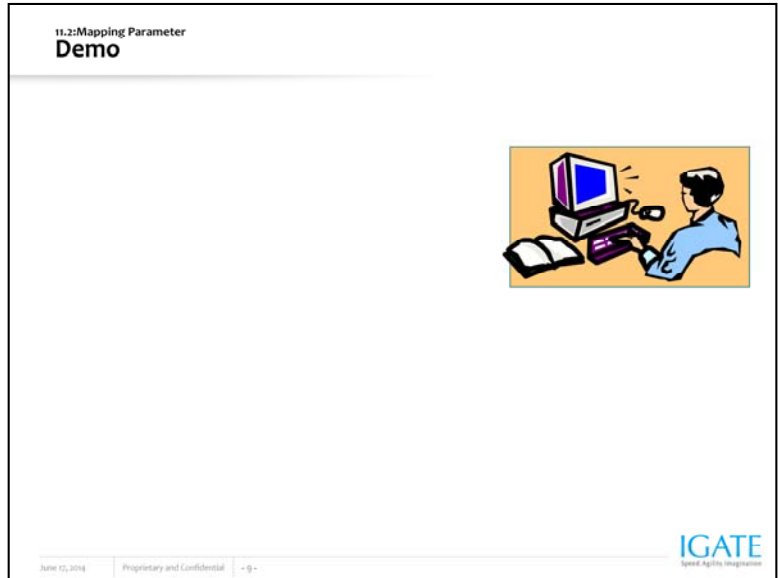 11.2:Mapping Parameter
Demo
June 17, 2014 Proprietary and Confidential - 9 -
IGATE
Speed.Agility.Imagination